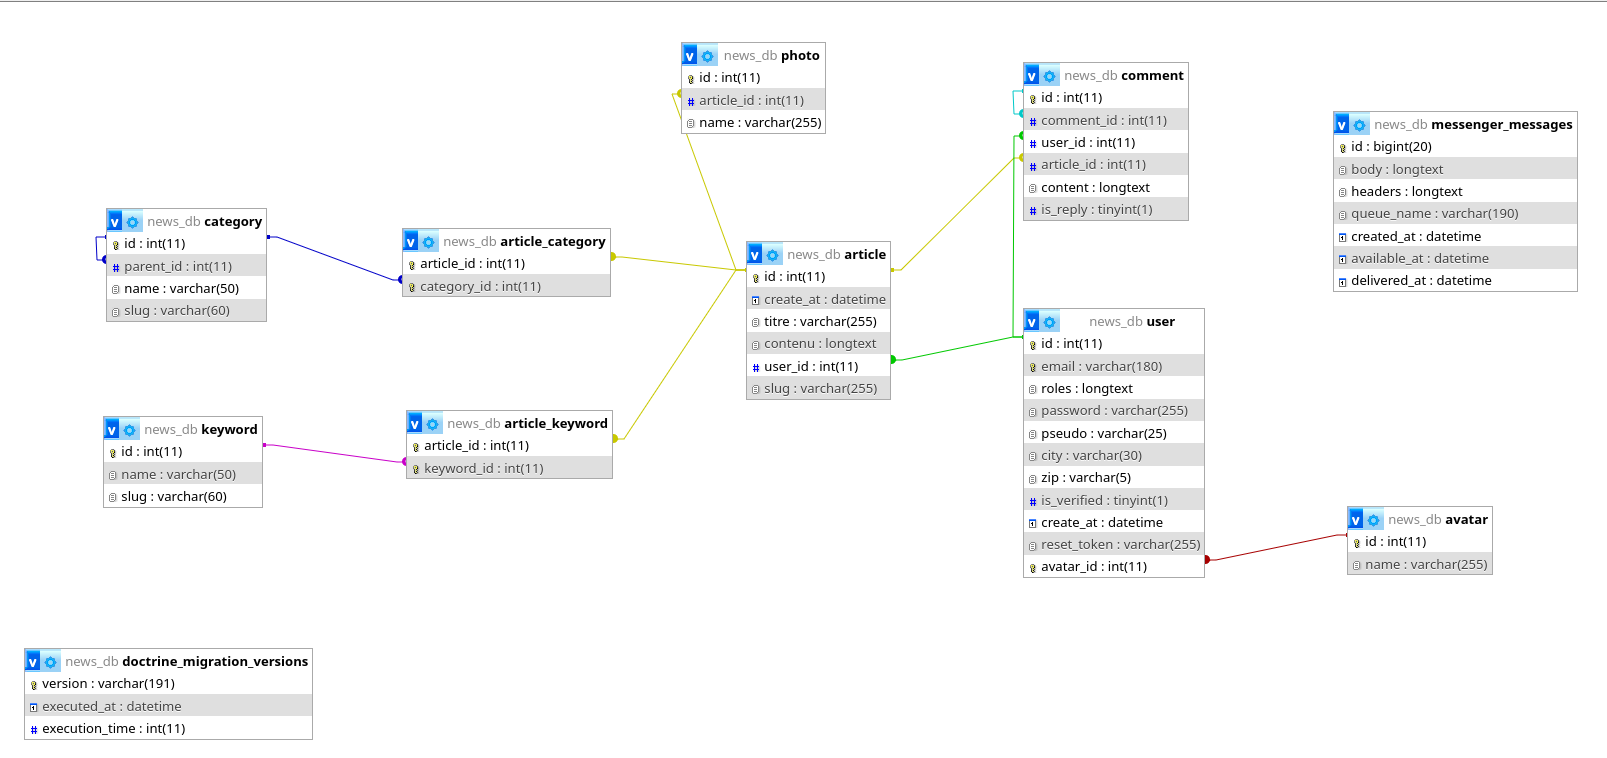 news_db photo
id : int(11)
article_id : int(11)
name : varchar(255)
news_db comment
id : int(11)
comment_id : int(11)
user_id : int(11)
article_id : int(11)
content : longtext
is_reply : tinyint(1)
news_db messenger_messages
id : bigint(20)
body : longtext
headers : longtext
queue_name : varchar(190)
created_at : datetime
available_at : datetime
delivered_at : datetime
news_db category
id : int(11)
parent_id : int(11)
name : varchar(50)
slug : varchar(60)
news_db article_category
article_id : int(11)
category_id : int(11)
news_db article
id : int(11)
create_at : datetime
titre : varchar(255)
contenu : longtext
user_id : int(11)
slug : varchar(255)
news_db user
id : int(11)
email : varchar(180)
roles : longtext
password : varchar(255)
pseudo : varchar(25)
city : varchar(30)
zip : varchar(5)
is_verified : tinyint(1)
create_at : datetime
reset_token : varchar(255)
avatar_id : int(11)
news_db keyword
id : int(11)
name : varchar(50)
slug : varchar(60)
news_db article_keyword
article_id : int(11)
keyword_id : int(11)
news_db avatar
id : int(11)
name : varchar(255)
news_db doctrine_migration_versions
version : varchar(191)
executed_at : datetime
execution_time : int(11)